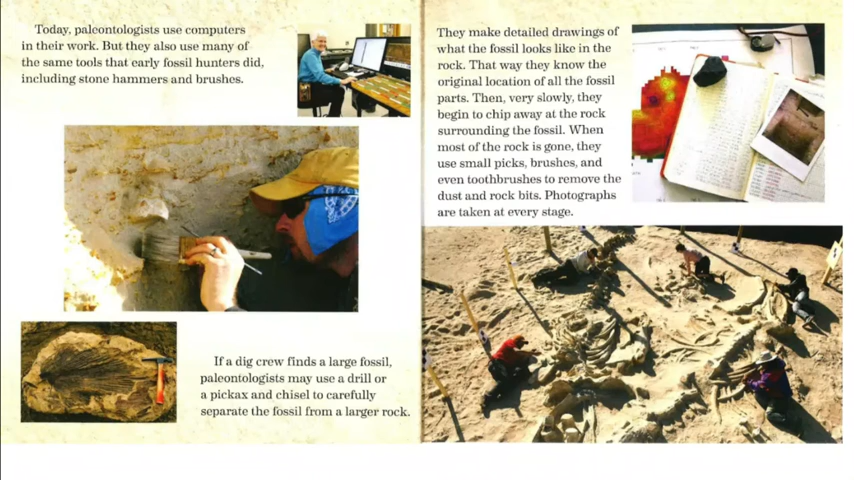 Today, paleontologists use computers
in their work. But they also use many of
the same tools that early fossil hunters did,
including stone hammers and brushes.
If a dig crew finds a large fossil,
paleontologists may use a drill or
a pickax and chisel to carefully
separate the fossil from a larger rock.
They make detailed drawings of
what the fossil looks like in the
rock. That way they know the
original location of all the fossil
parts. Then, very slowly, they
begin to chip away at the rock
surrounding the fossil. When
most of the rock is gone, they
use small picks, brushes, and
even toothbrushes to remove the
dust and rock bits. Photographs
are taken at every stage.